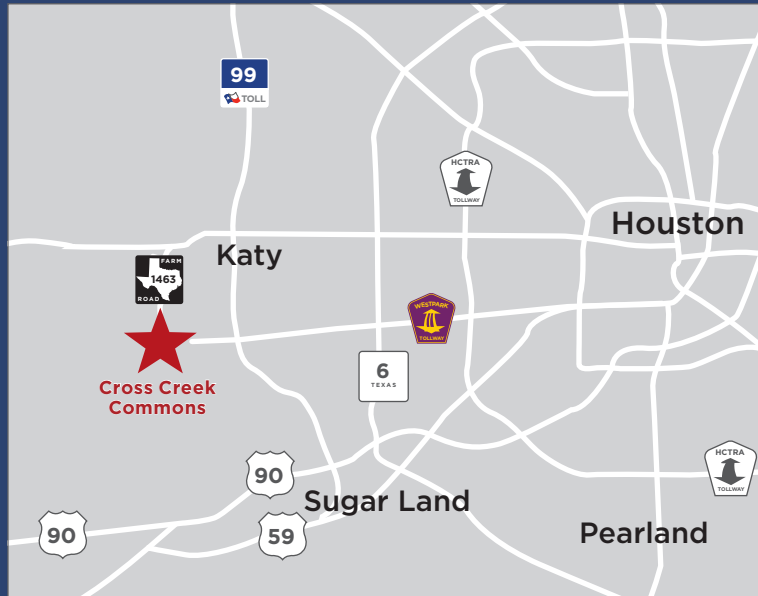 99
TOLL
HCTRA
TOLLWAY
Houston
Katy
FARM
1463
ROAD
WESTPARK
TOLLWAY
6
TEXAS
Cross Creek
Commons
HCTRA
TOLLWAY
90
Sugar Land
90
59
Pearland